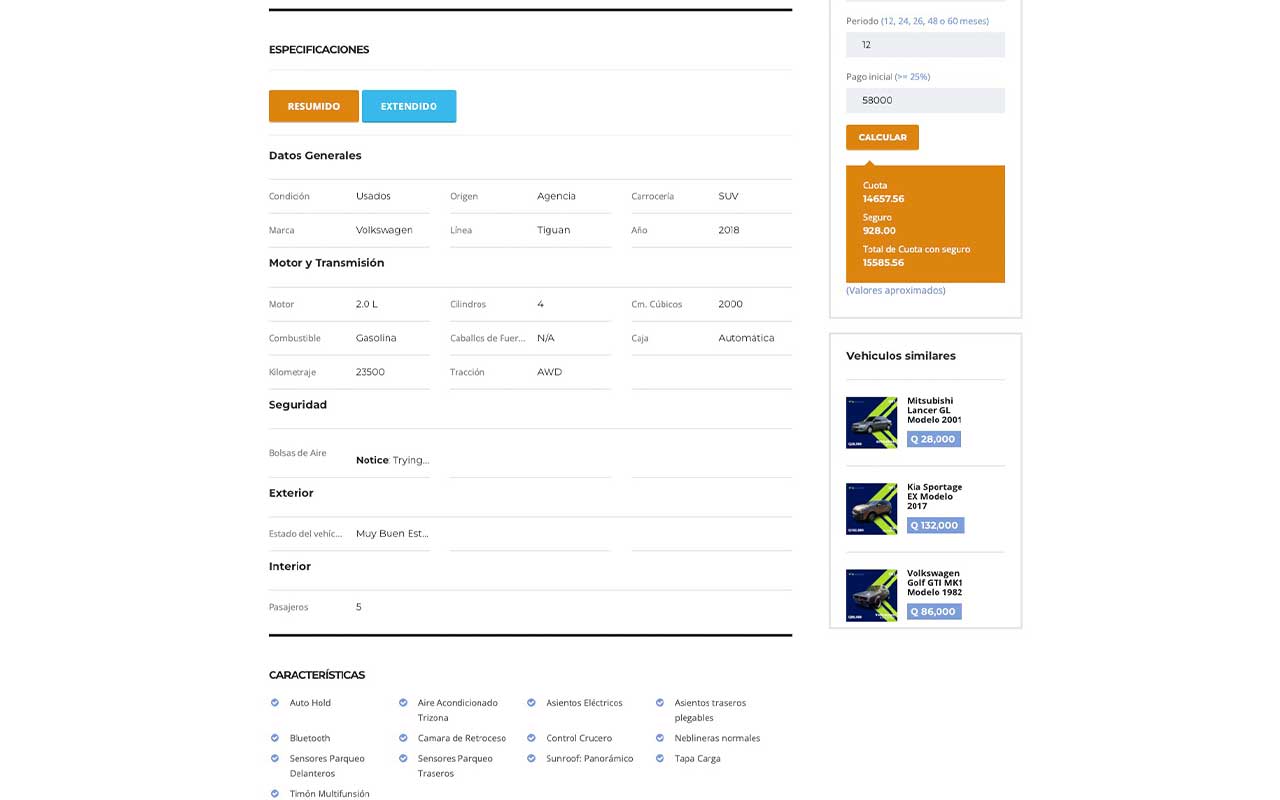 ESPECIFICACIONES
RESUMIDO EXTENDIDO
Datos Generales
Condición Usados Origen Agencia Carrocería SUV
Marca Volkswagen Línea Tiguan Año 2018
Motor y Transmisión
Motor 2.0 L Cilindros 4 Cm. Cúbicos 2000
Combustible Gasolina Caballos de Fuer... N/A Caja Automática
Kilometraje 23500 Tracción AWD
Seguridad
Bolsas de Aire Notice: Trying...
Exterior
Estado del vehíc... Muy Buen Est...
Interior
Pasajeros 5
CARACTERÍSTICAS
Auto Hold
Aire Acondicionado
Trizona
Asientos Eléctricos
Asientos traseros
plegables
Bluetooth
Camara de Retroceso
Control Crucero
Neblineras normales
Sensores Parqueo
Delanteros
Sensores Parqueo
Traseros
Sunroof: Panorámico
Tapa Carga
Timón Multifunsión
Periodo (12, 24, 26, 48 o 60 meses)
12
Pago inicial (>= 25%)
58000
CALCULAR
Cuota
14657.56
Seguro
928.00
Total de Cuota con seguro
15585.56
(Valores aproximados)
Vehiculos similares
Mitsubishi
Lancer GL
Modelo 2001
Q 28,000
Kia Sportage
EX Modelo
2017
Q 132,000
Volkswagen
Golf GTI MK1
Modelo 1982
Q 86,000